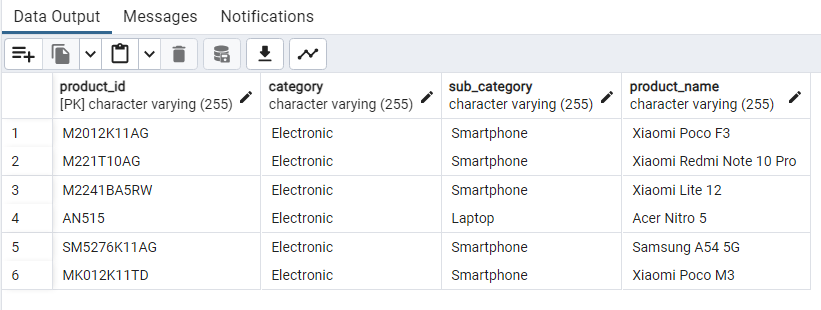 Data Output Messages Notifications
product_id category sub_category product_name
[PK] character varying (255) character varying (255) character varying (255) character varying (255)
1 M2012K11AG Electronic Smartphone Xiaomi Poco F3
2 M221T10AG Electronic Smartphone Xiaomi Redmi Note 10 Pro
3 M2241BA5RW Electronic Smartphone Xiaomi Lite 12
4 AN515 Electronic Laptop Acer Nitro 5
5 SM5276K11AG Electronic Smartphone Samsung A54 5G
6 MK012K11TD Electronic Smartphone Xiaomi Poco M3